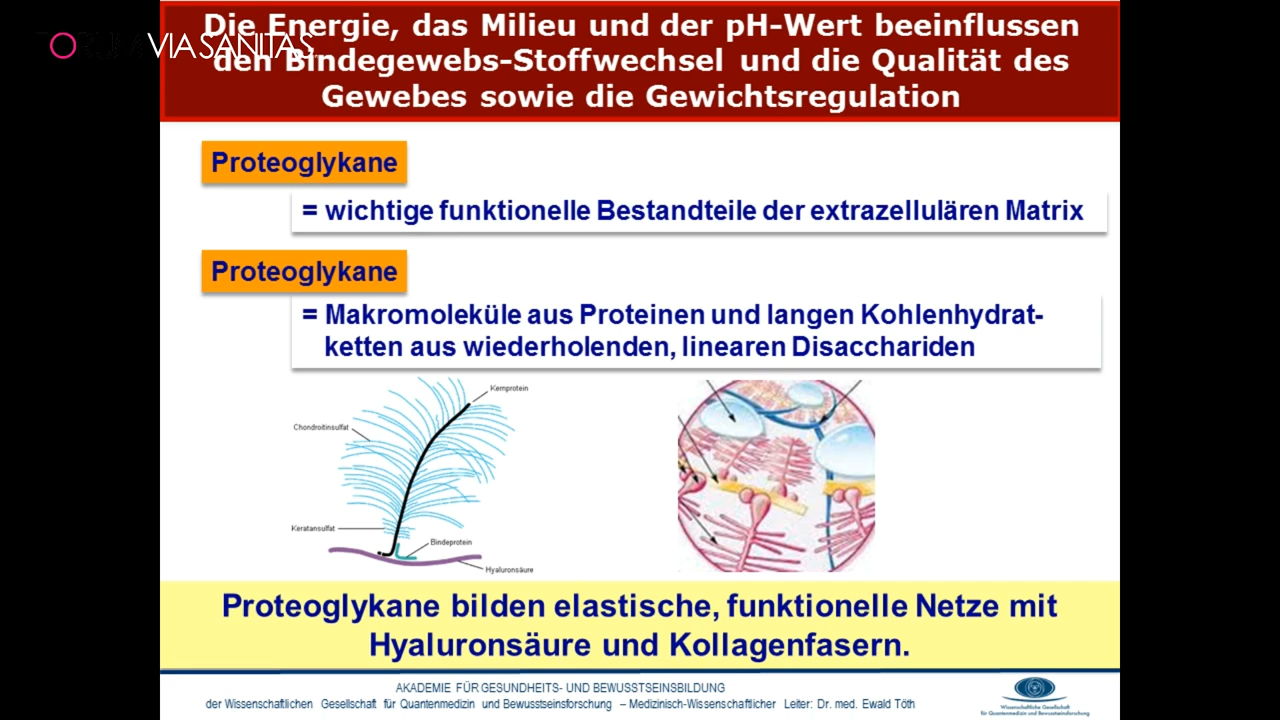 Die Energie, das Milieu und der pH-Wert beeinflussen
FORUM VIA SANITAS
den Bindegewebs-Stoffwechsel und die Qualität des
Gewebes sowie die Gewichtsregulation
Proteoglykane
= wichtige funktionelle Bestandteile der extrazellulären Matrix
Proteoglykane
= Makromoleküle aus Proteinen und langen Kohlenhydrat-
ketten aus wiederholenden, linearen Disacchariden
Kernprotein
Chondroitinsulfat
Keratansulfat
Bindeprotein
Hyaluronsäure
Proteoglykane bilden elastische, funktionelle Netze mit
Hyaluronsäure und Kollagenfasern.
AKADEMIE FÜR GESUNDHEITS- UND BEWUSSTSEINSBILDUNG
der Wissenschaftlichen Gesellschaft für Quantenmedizin und Bewusstseinsforschung – Medizinisch-Wissenschaftlicher Leiter: Dr. med. Ewald Töth
Wissenschaftliche Gesellschaft
für Quantenmedizin und Bewusstseinsforschung